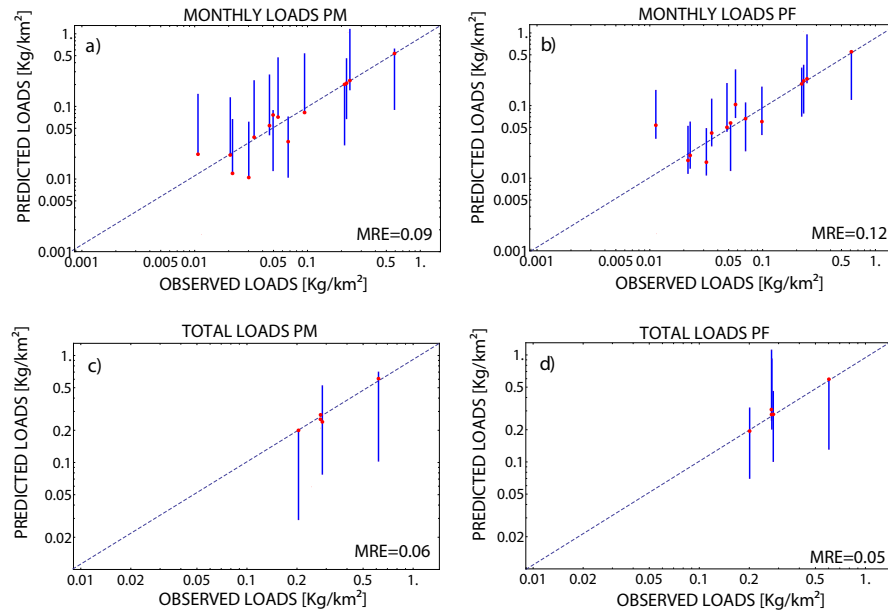 MONTHLY LOADS PM
a)
PREDICTED LOADS [Kg/km²]
1.
0.5
0.1
0.05
0.01
0.005
0.001
MRE=0.09
0.001 0.005 0.01 0.05 0.1 0.5 1.
OBSERVED LOADS [Kg/km²]
MONTHLY LOADS PF
b)
PREDICTED LOADS [Kg/km²]
1.
0.5
0.1
0.05
0.01
0.005
0.001
MRE=0.12
0.001 0.005 0.01 0.05 0.1 0.5 1.
OBSERVED LOADS [Kg/km²]
TOTAL LOADS PM
c)
PREDICTED LOADS [Kg/km²]
1.
0.5
0.2
0.1
0.05
0.02
MRE=0.06
0.01 0.02 0.05 0.1 0.2 0.5 1.
OBSERVED LOADS [Kg/km²]
TOTAL LOADS PF
d)
PREDICTED LOADS [Kg/km²]
1.
0.5
0.2
0.1
0.05
0.02
MRE=0.05
0.01 0.02 0.05 0.1 0.2 0.5 1.
OBSERVED LOADS [Kg/km²]